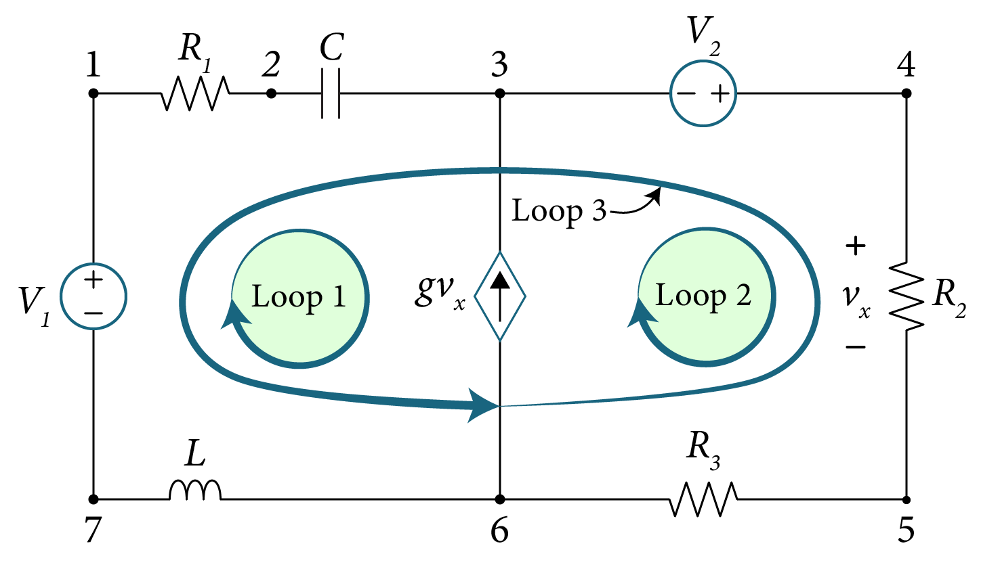 V₂
R₁
C
1
2
3
4
− +
Loop 3
+
V₁
+
−
Loop 1
gvₓ
Loop 2
vₓ
R₂
−
L
R₃
7
6
5